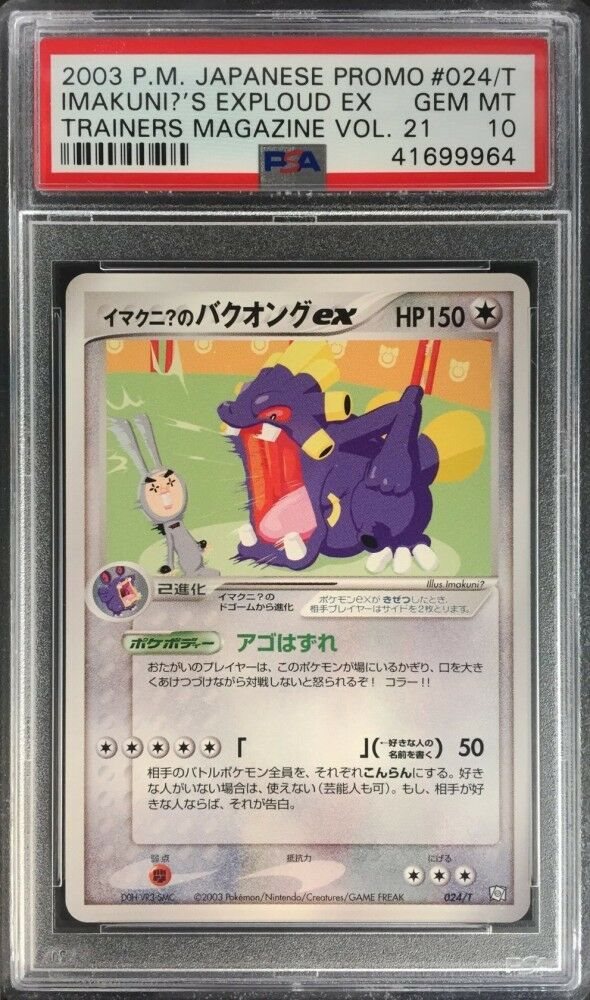 2003 P.M. JAPANESE PROMO #024/T
IMAKUNI?'S EXPLOUD EX GEM MT
TRAINERS MAGAZINE VOL. 21 10
PSA 41699964
イマクニ?のバクオングex HP150
Illus. Imakuni?
己進化
イマクニ?の
ドゴームから進化
ポケモンexが きぜつしたとき、
相手プレイヤーはサイドを2枚とります。
ポケボディー アゴはずれ
おたがいのプレイヤーは、このポケモンが場にいるかぎり、口を大き
くあけつづけながら対戦しないと怒られるぞ! コラー!!
「 」(←好きな人の名前を書く) 50
相手のバトルポケモン全員を、それぞれこんらんにする。好き
な人がいない場合は、使えない(芸能人も可)。もし、相手が好
きな人ならば、それが告白。
弱点 抵抗力 にげる
D0H-VR3-SMC ©2003 Pokémon/Nintendo/Creatures/GAME FREAK 024/T